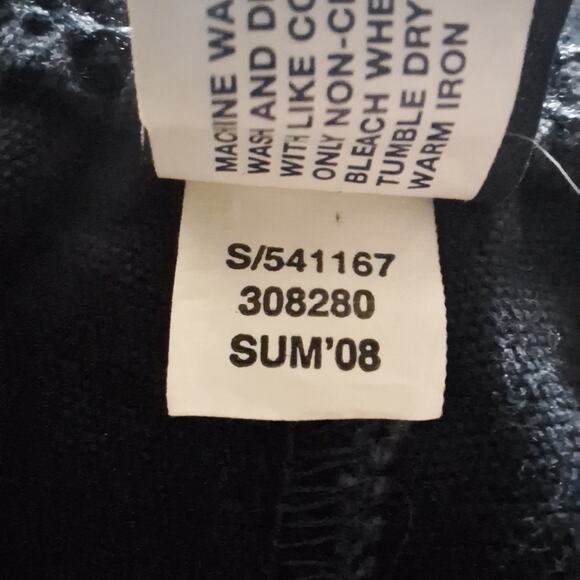 MACHINE WA
WASH AND D
WITH LIKE CO
ONLY NON-C
BLEACH WHE
TUMBLE DRY
WARM IRON
S/541167
308280
SUM'08